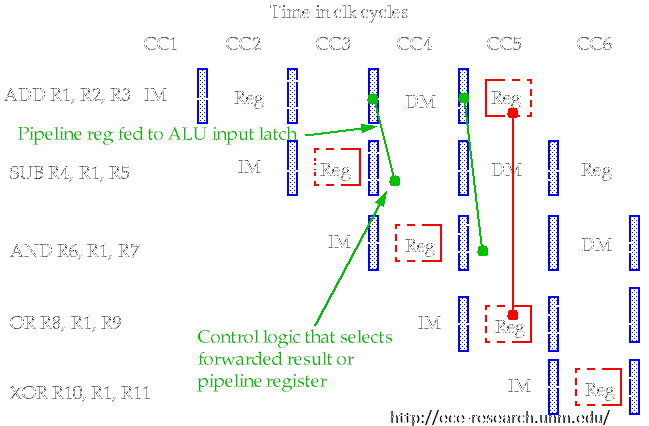 Time in clk cycles
CC1 CC2 CC3 CC4 CC5 CC6
ADD R1, R2, R3 IM Reg DM Reg
Pipeline reg fed to ALU input latch
SUB R4, R1, R5 IM Reg DM Reg
AND R6, R1, R7 IM Reg DM
OR R8, R1, R9 IM Reg
Control logic that selects
forwarded result or
pipeline register
XOR R10, R1, R11 IM Reg
http://ece-research.unm.edu/